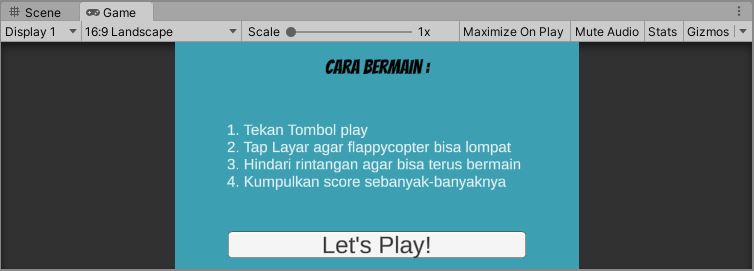 Scene Game
Display 1 16:9 Landscape Scale 1x Maximize On Play Mute Audio Stats Gizmos
CARA BERMAIN :
1. Tekan Tombol play
2. Tap Layar agar flappycopter bisa lompat
3. Hindari rintangan agar bisa terus bermain
4. Kumpulkan score sebanyak-banyaknya
Let's Play!